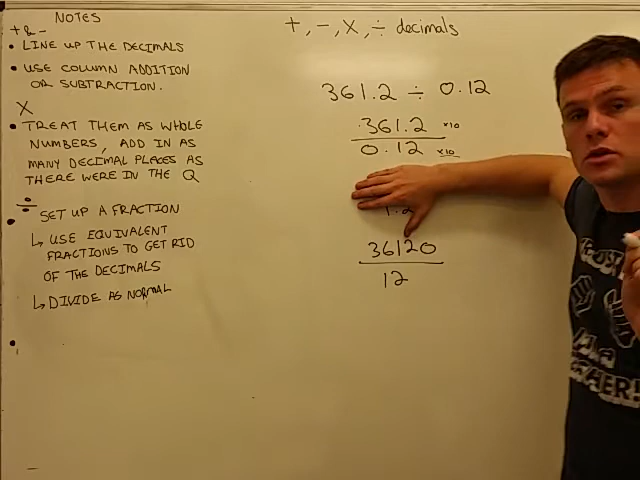 NOTES
+ & -
• LINE UP THE DECIMALS
• USE COLUMN ADDITION
OR SUBTRACTION.
X
• TREAT THEM AS WHOLE
NUMBERS, ADD IN AS
MANY DECIMAL PLACES AS
THERE WERE IN THE Q
÷
• SET UP A FRACTION
↳ USE EQUIVALENT
FRACTIONS TO GET RID
OF THE DECIMALS
↳ DIVIDE AS NORMAL
+, -, X, ÷ decimals
361.2 ÷ 0.12
361.2 x10
0.12 x10
1.2
36120
12